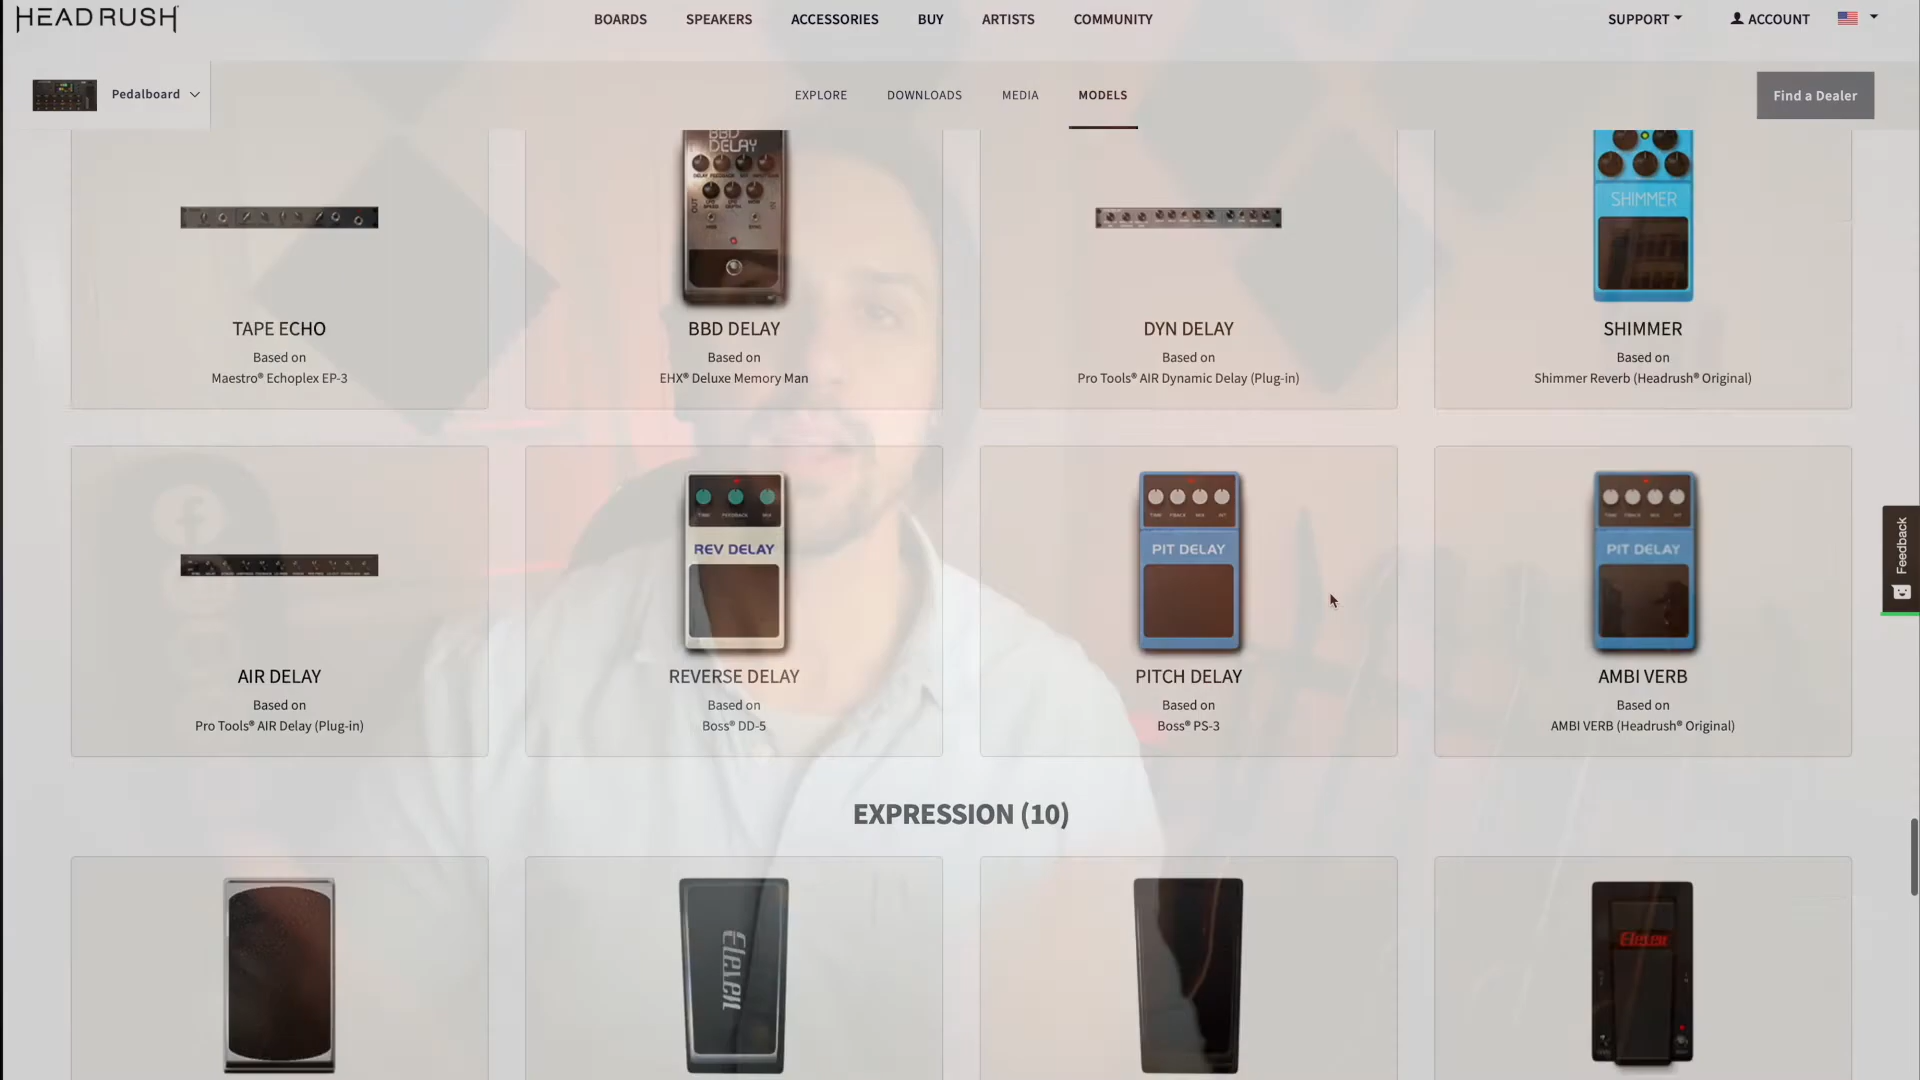 HEADRUSH
BOARDS SPEAKERS ACCESSORIES BUY ARTISTS COMMUNITY
SUPPORT ACCOUNT
Pedalboard
EXPLORE DOWNLOADS MEDIA MODELS
Find a Dealer
BBD
DELAY
SHIMMER
TAPE ECHO
Based on
Maestro® Echoplex EP-3
BBD DELAY
Based on
EHX® Deluxe Memory Man
DYN DELAY
Based on
Pro Tools® AIR Dynamic Delay (Plug-in)
SHIMMER
Based on
Shimmer Reverb (Headrush® Original)
REV DELAY
PIT DELAY
PIT DELAY
Feedback
AIR DELAY
Based on
Pro Tools® AIR Delay (Plug-in)
REVERSE DELAY
Based on
Boss® DD-5
PITCH DELAY
Based on
Boss® PS-3
AMBI VERB
Based on
AMBI VERB (Headrush® Original)
EXPRESSION (10)
Eleven
Eleven